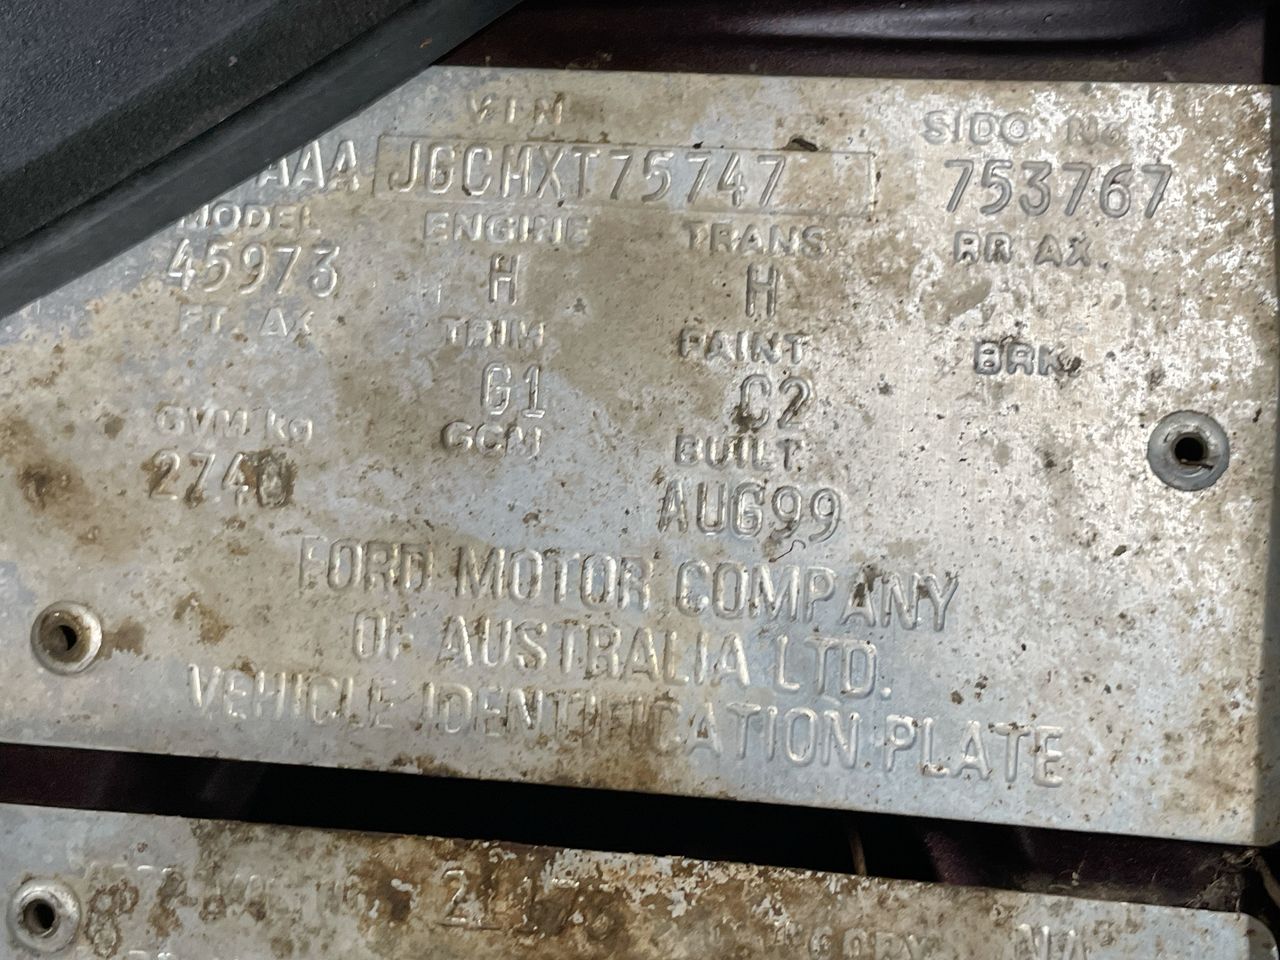 VIN SIDO No
AAA JGCHXT75747 753767
MODEL ENGINE TRANS RR AX.
45973 H H
FT. AX TRIM PAINT BRK.
G1 C2
GVM kg GCM BUILT
2740 AUG99
FORD MOTOR COMPANY
OF AUSTRALIA LTD.
VEHICLE IDENTIFICATION PLATE